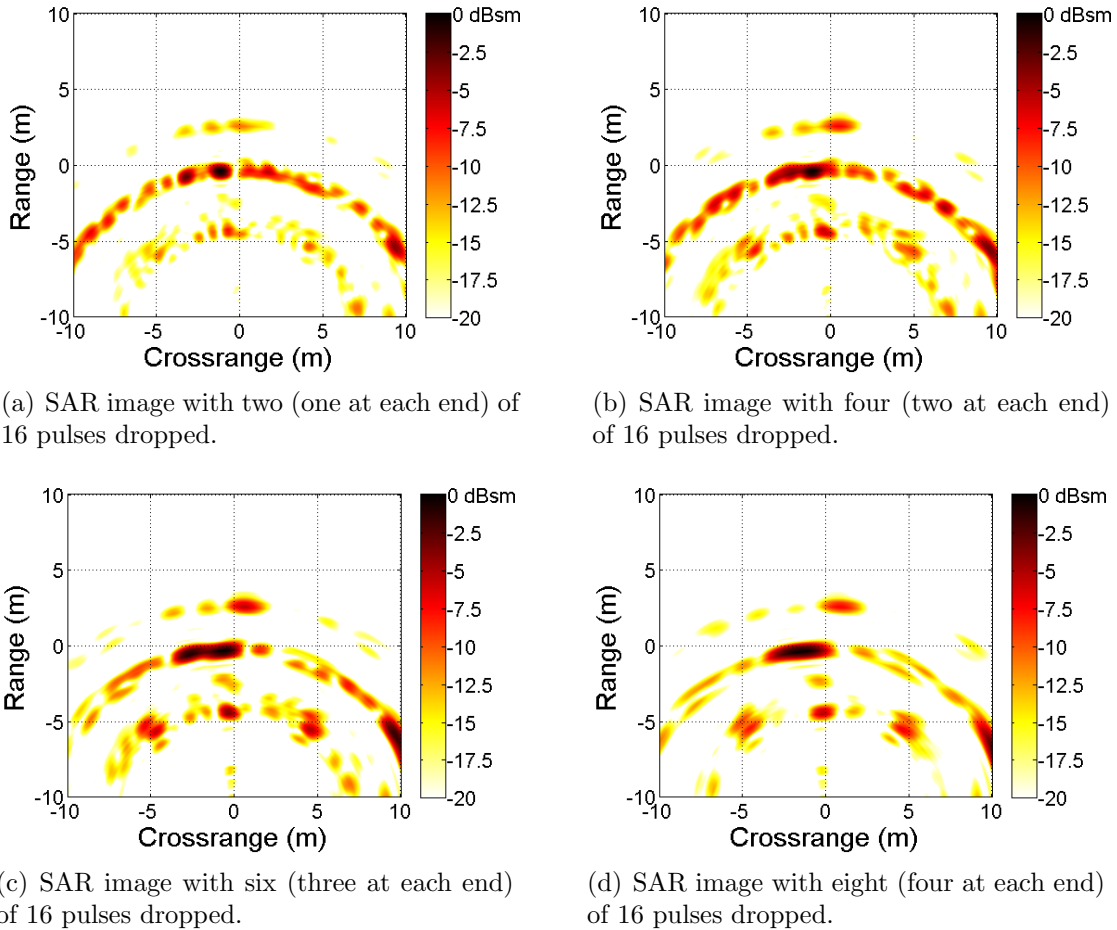 10
5
0
-5
-10
-10 -5 0 5 10
Range (m)
Crossrange (m)
0 dBsm
-2.5
-5
-7.5
-10
-12.5
-15
-17.5
-20
(a) SAR image with two (one at each end) of
16 pulses dropped.
10
5
0
-5
-10
-10 -5 0 5 10
Range (m)
Crossrange (m)
0 dBsm
-2.5
-5
-7.5
-10
-12.5
-15
-17.5
-20
(b) SAR image with four (two at each end)
of 16 pulses dropped.
10
5
0
-5
-10
-10 -5 0 5 10
Range (m)
Crossrange (m)
0 dBsm
-2.5
-5
-7.5
-10
-12.5
-15
-17.5
-20
(c) SAR image with six (three at each end)
of 16 pulses dropped.
10
5
0
-5
-10
-10 -5 0 5 10
Range (m)
Crossrange (m)
0 dBsm
-2.5
-5
-7.5
-10
-12.5
-15
-17.5
-20
(d) SAR image with eight (four at each end)
of 16 pulses dropped.